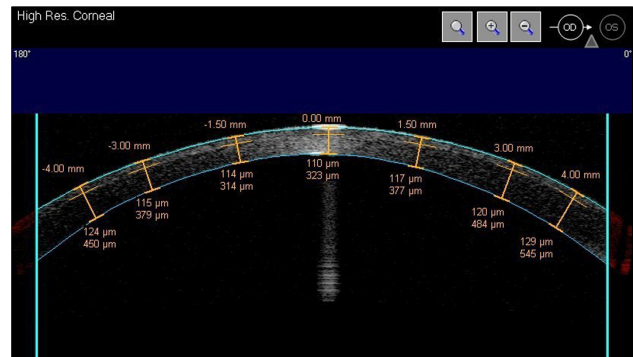 High Res. Corneal
OD
OS
180°
0°
-4.00 mm
-3.00 mm
-1.50 mm
0.00 mm
1.50 mm
3.00 mm
4.00 mm
124 µm
450 µm
115 µm
379 µm
114 µm
314 µm
110 µm
323 µm
117 µm
377 µm
120 µm
484 µm
129 µm
545 µm